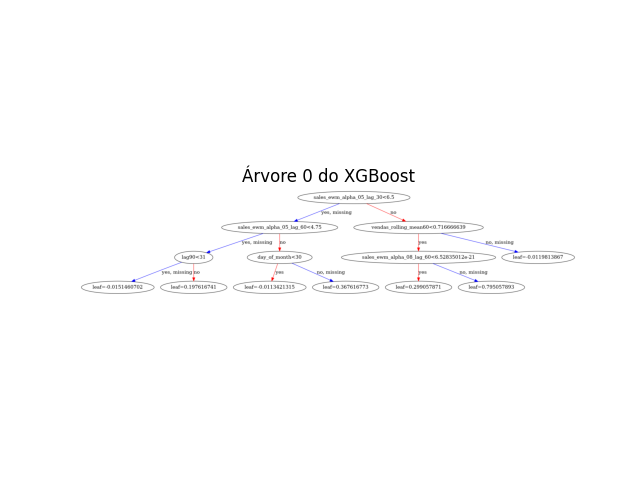 Árvore 0 do XGBoost
sales_ewm_alpha_05_lag_30<6.5
yes, missing
no
sales_ewm_alpha_05_lag_60<4.75
vendas_rolling_mean60<0.716666639
yes, missing
no
yes
no, missing
lag90<31
day_of_month<30
sales_ewm_alpha_08_lag_60<6.52835012e-21
leaf=-0.0119813867
yes, missing
no
yes
no, missing
yes
no, missing
leaf=-0.0151460702
leaf=0.197616741
leaf=-0.0113421315
leaf=0.367616773
leaf=0.299057871
leaf=0.795057893